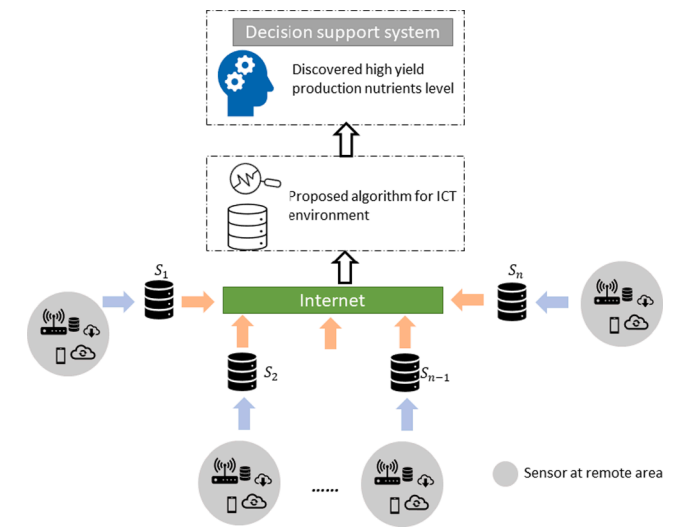 Decision support system
Discovered high yield
production nutrients level
Proposed algorithm for ICT
environment
S₁
Sₙ
Internet
S₂
Sₙ₋₁
......
Sensor at remote area